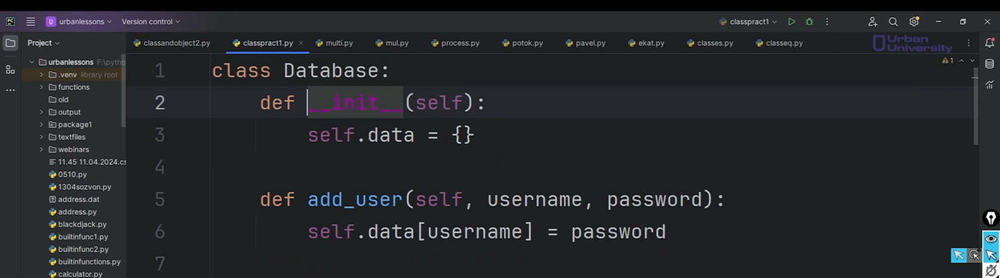 PC U urbanlessons Version control classpract1
Project classandobject2.py classpract1.py multi.py mul.py process.py potok.py pavel.py ekat.py classes.py classeq.py
Urban
University
urbanlessons F:\pytho
.venv library root
functions
old
output
package1
textfiles
webinars
11.45 11.04.2024.cs
0510.py
1304sozvon.py
address.dat
address.py
blackdjack.py
builtinfunc1.py
builtinfunc2.py
builtinfunctions.py
calculator.py
1
1 class Database:
2 def __init__(self):
3 self.data = {}
4
5 def add_user(self, username, password):
6 self.data[username] = password
7